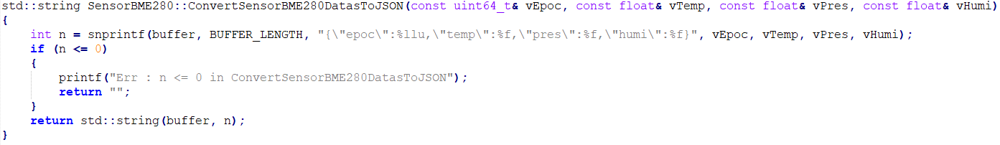 std::string SensorBME280::ConvertSensorBME280DatasToJSON(const uint64_t& vEpoc, const float& vTemp, const float& vPres, const float& vHumi)
{
    int n = snprintf(buffer, BUFFER_LENGTH, "{\"epoc\":%llu,\"temp\":%f,\"pres\":%f,\"humi\":%f}", vEpoc, vTemp, vPres, vHumi);
    if (n <= 0)
    {
        printf("Err : n <= 0 in ConvertSensorBME280DatasToJSON");
        return "";
    }
    return std::string(buffer, n);
}